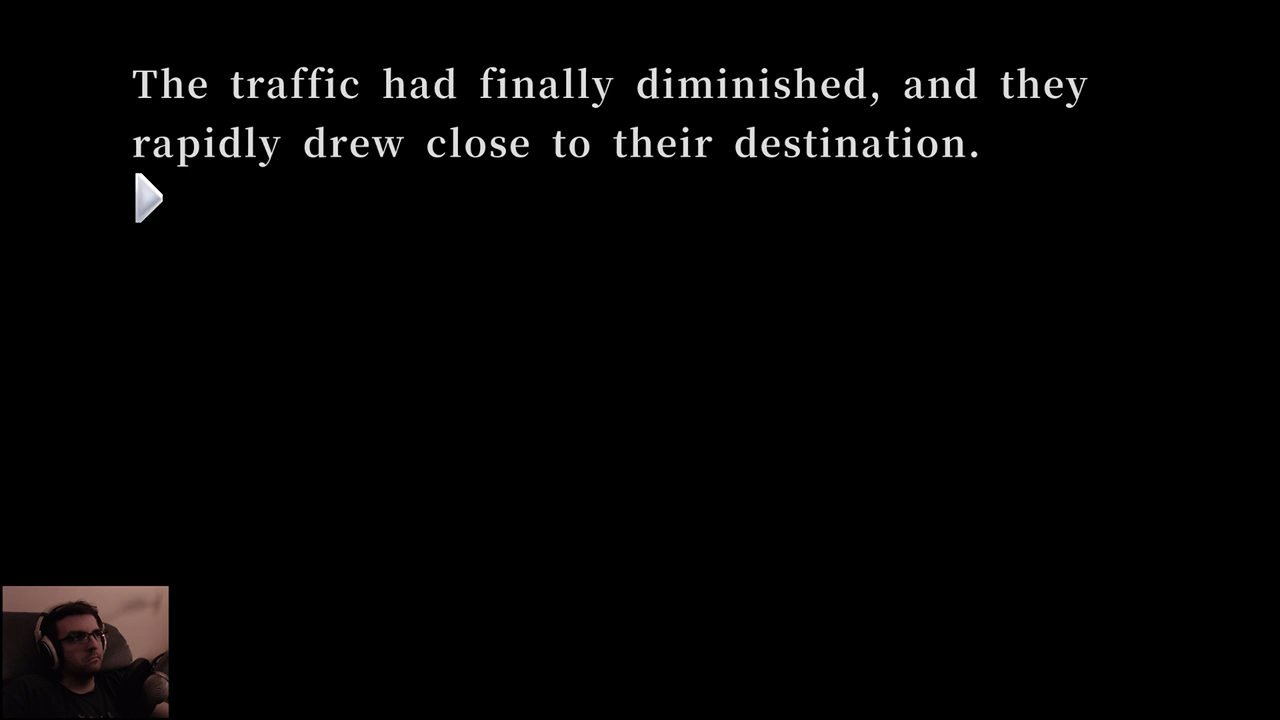 The traffic had finally diminished, and they
rapidly drew close to their destination.